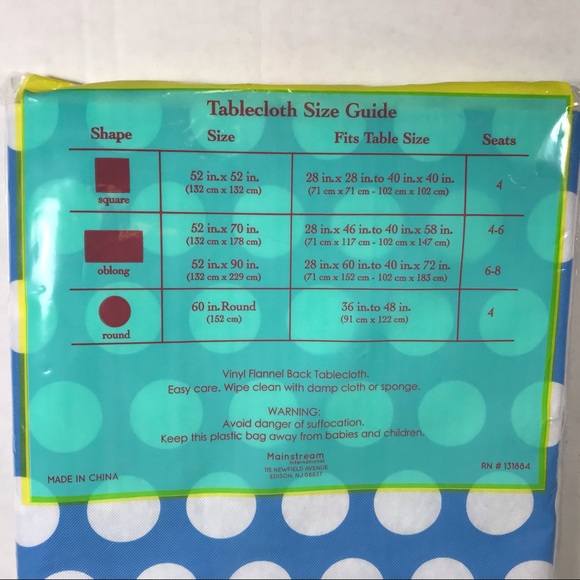 Tablecloth Size Guide
Shape Size Fits Table Size Seats
square 52 in.x 52 in. 28 in.x 28 in.to 40 in.x 40 in. 4
(132 cm x 132 cm) (71 cm x 71 cm - 102 cm x 102 cm)
52 in.x 70 in. 28 in.x 46 in.to 40 in.x 58 in. 4-6
(132 cm x 178 cm) (71 cm x 117 cm - 102 cm x 147 cm)
oblong 52 in.x 90 in. 28 in.x 60 in.to 40 in.x 72 in. 6-8
(132 cm x 229 cm) (71 cm x 152 cm - 102 cm x 183 cm)
round 60 in.Round 36 in.to 48 in. 4
(152 cm) (91 cm x 122 cm)
Vinyl Flannel Back Tablecloth.
Easy care. Wipe clean with damp cloth or sponge.
WARNING:
Avoid danger of suffocation.
Keep this plastic bag away from babies and children.
Mainstream
International
115 NEWFIELD AVENUE
EDISON, NJ 08837
MADE IN CHINA
RN # 131884